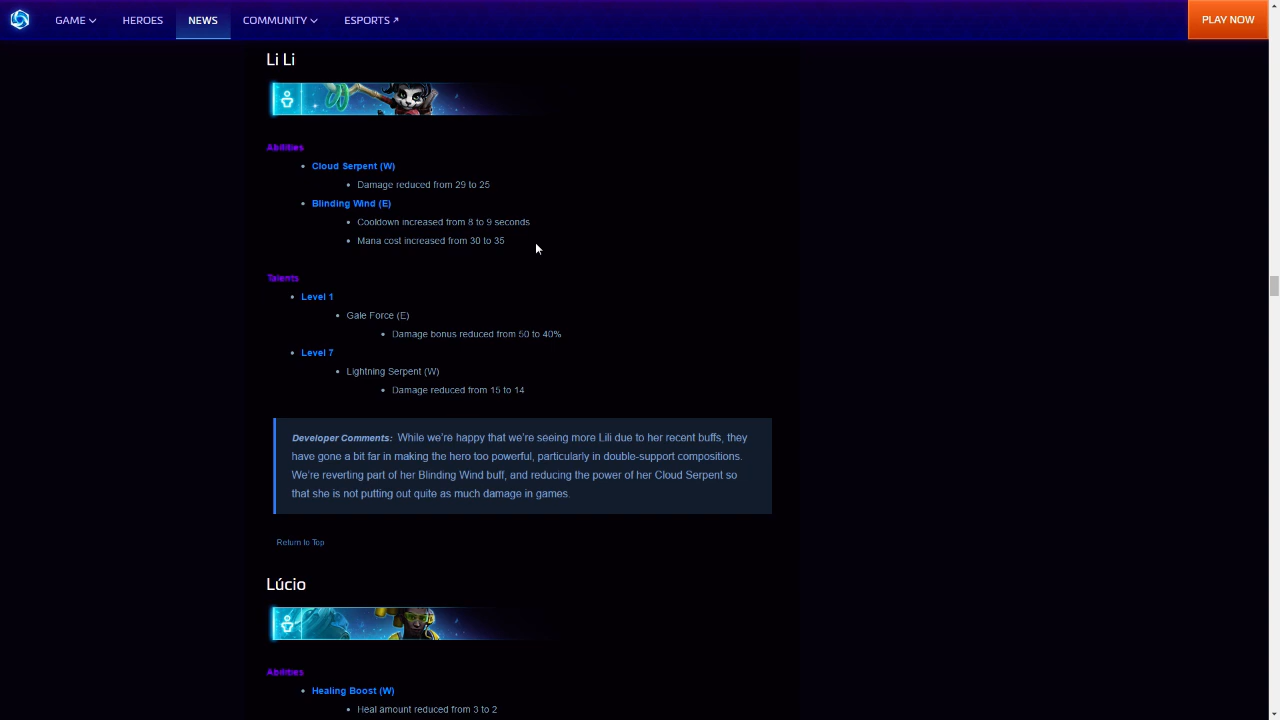 GAME HEROES NEWS COMMUNITY ESPORTS PLAY NOW
Li Li
Abilities
Cloud Serpent (W)
Damage reduced from 29 to 25
Blinding Wind (E)
Cooldown increased from 8 to 9 seconds
Mana cost increased from 30 to 35
Talents
Level 1
Gale Force (E)
Damage bonus reduced from 50 to 40%
Level 7
Lightning Serpent (W)
Damage reduced from 15 to 14
Developer Comments: While we're happy that we're seeing more Lili due to her recent buffs, they
have gone a bit far in making the hero too powerful, particularly in double-support compositions.
We're reverting part of her Blinding Wind buff, and reducing the power of her Cloud Serpent so
that she is not putting out quite as much damage in games.
Return to Top
Lúcio
Abilities
Healing Boost (W)
Heal amount reduced from 3 to 2